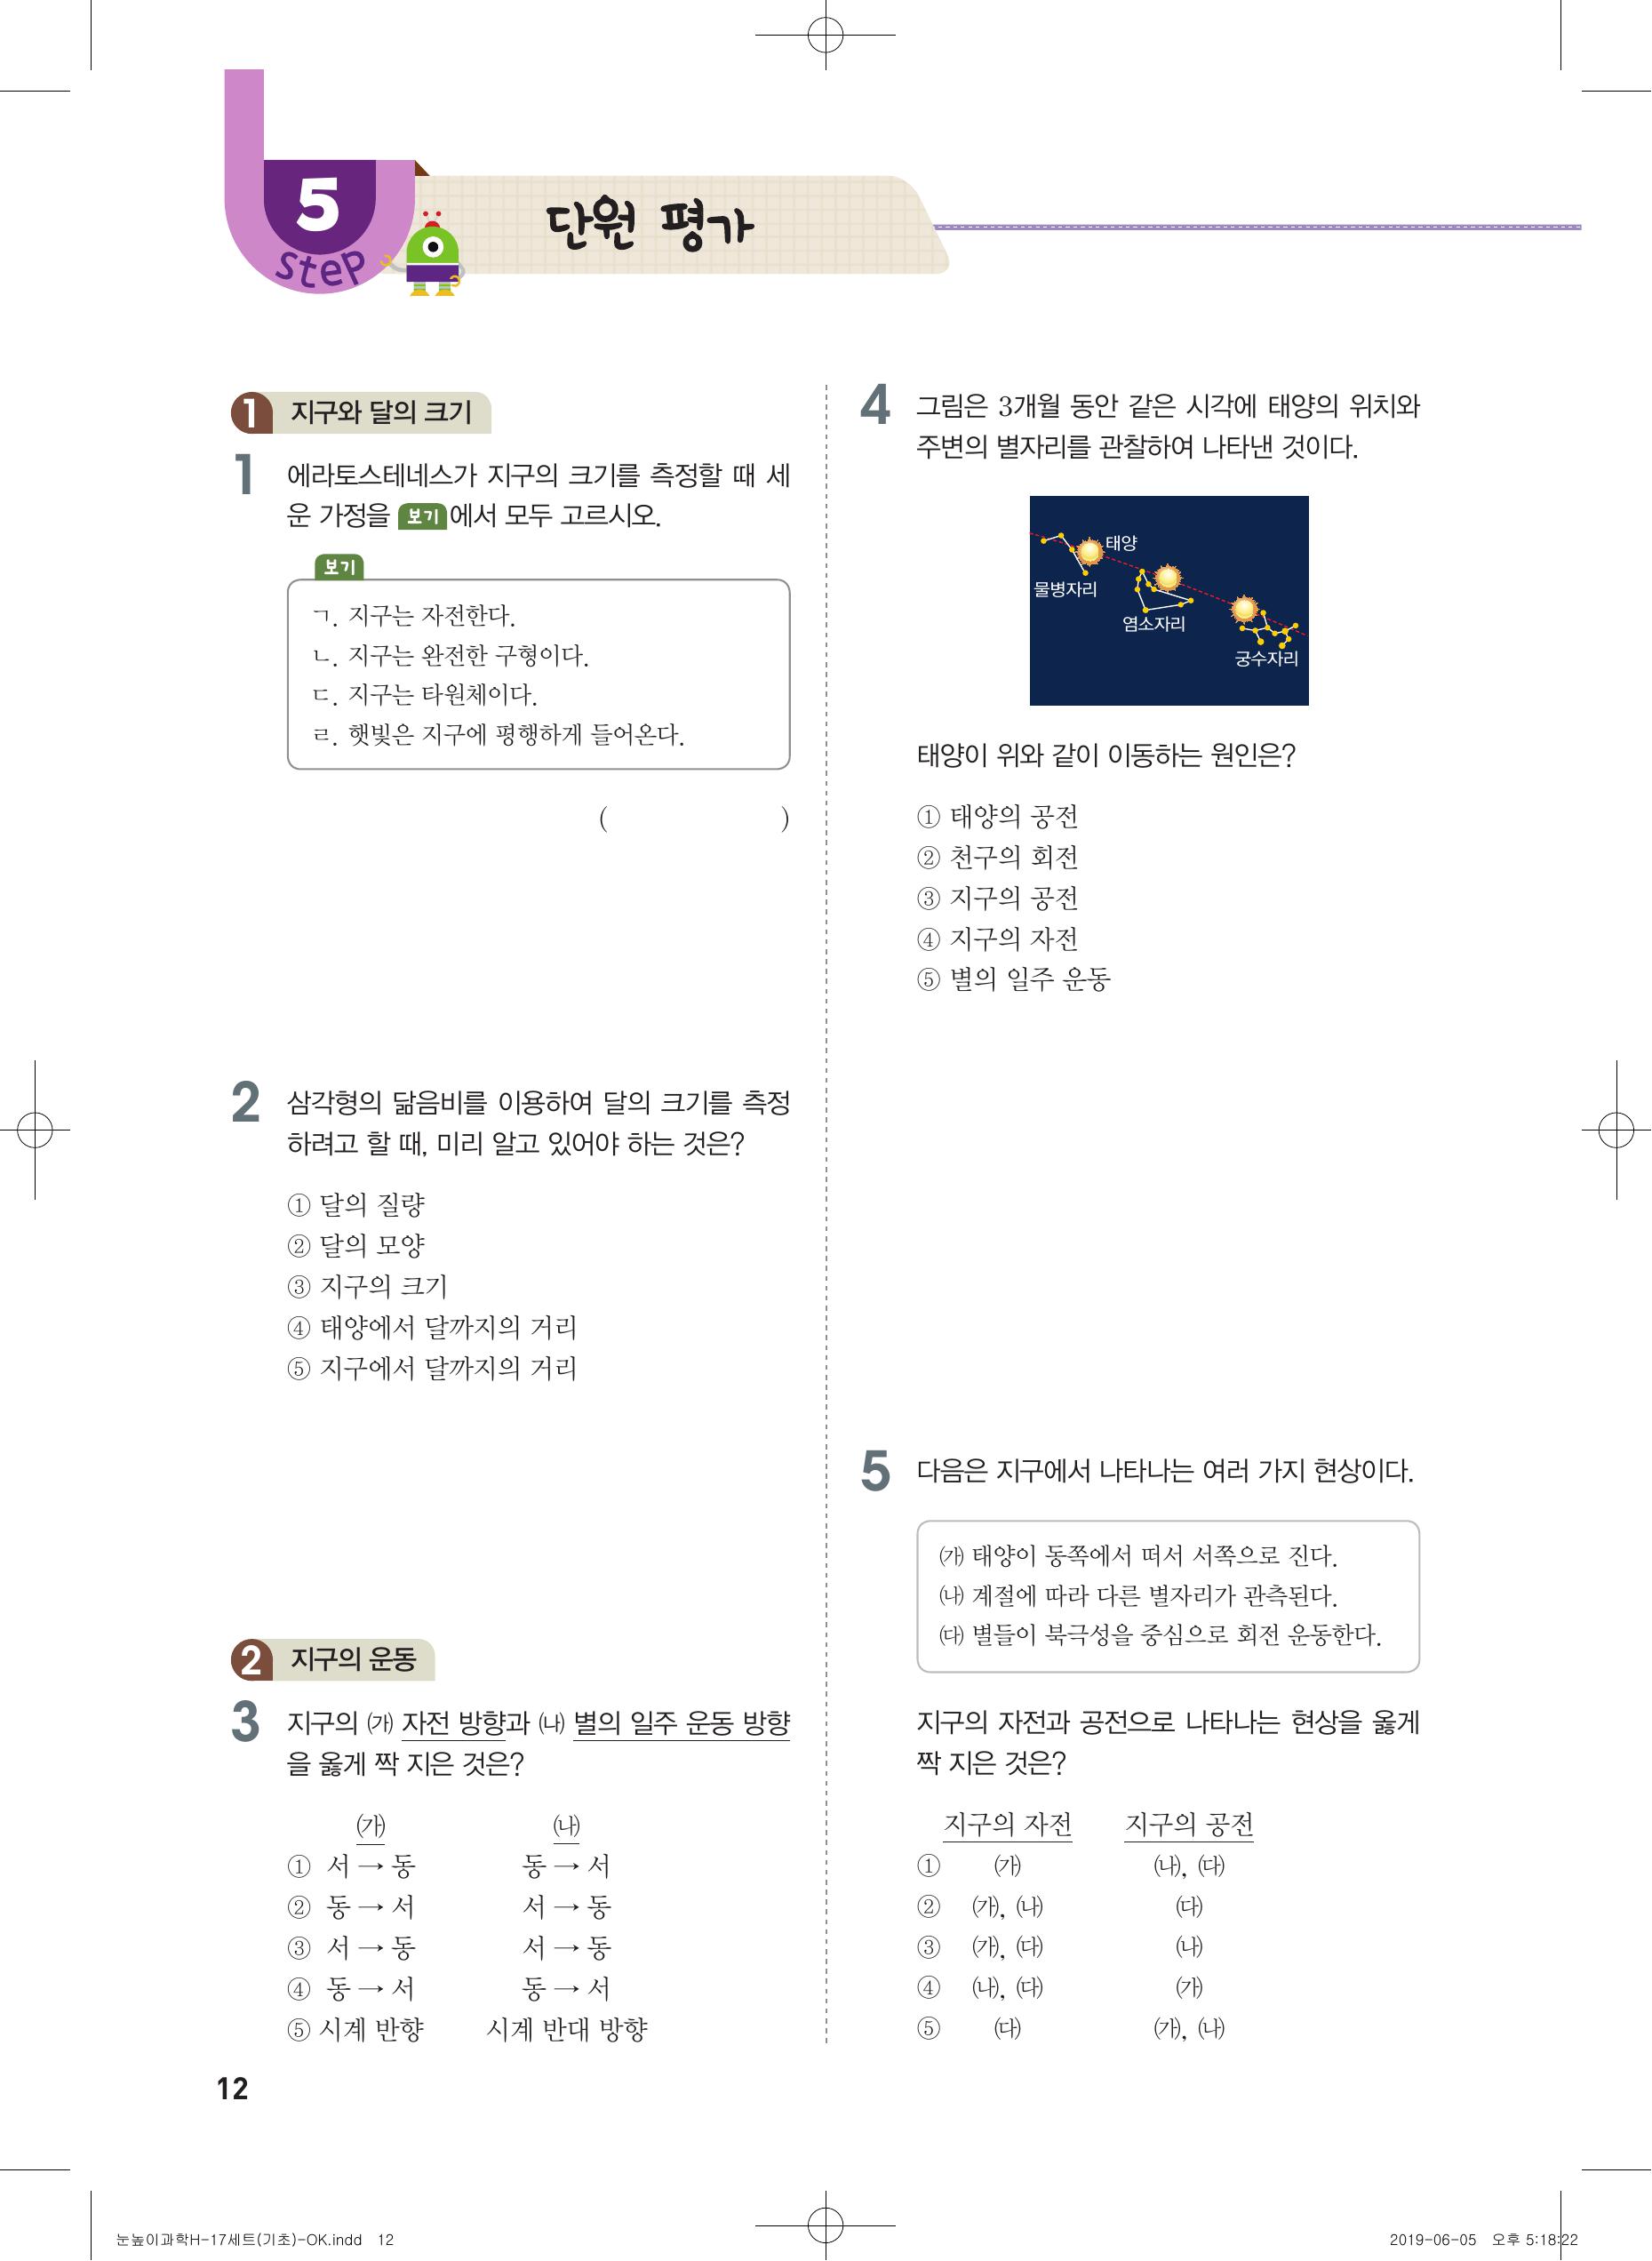 5
step
단원 평가
1 지구와 달의 크기
1 에라토스테네스가 지구의 크기를 측정할 때 세
운 가정을 보기에서 모두 고르시오.
보기
ㄱ. 지구는 자전한다.
ㄴ. 지구는 완전한 구형이다.
ㄷ. 지구는 타원체이다.
ㄹ. 햇빛은 지구에 평행하게 들어온다.
( )
2 삼각형의 닮음비를 이용하여 달의 크기를 측정
하려고 할 때, 미리 알고 있어야 하는 것은?
① 달의 질량
② 달의 모양
③ 지구의 크기
④ 태양에서 달까지의 거리
⑤ 지구에서 달까지의 거리
2 지구의 운동
3 지구의 ㈎ 자전 방향과 ㈏ 별의 일주 운동 방향
을 옳게 짝 지은 것은?
㈎ ㈏
① 서 → 동 동 → 서
② 동 → 서 서 → 동
③ 서 → 동 서 → 동
④ 동 → 서 동 → 서
⑤ 시계 반향 시계 반대 방향
4 그림은 3개월 동안 같은 시각에 태양의 위치와
주변의 별자리를 관찰하여 나타낸 것이다.
태양
물병자리
염소자리
궁수자리
태양이 위와 같이 이동하는 원인은?
① 태양의 공전
② 천구의 회전
③ 지구의 공전
④ 지구의 자전
⑤ 별의 일주 운동
5 다음은 지구에서 나타나는 여러 가지 현상이다.
㈎ 태양이 동쪽에서 떠서 서쪽으로 진다.
㈏ 계절에 따라 다른 별자리가 관측된다.
㈐ 별들이 북극성을 중심으로 회전 운동한다.
지구의 자전과 공전으로 나타나는 현상을 옳게
짝 지은 것은?
지구의 자전 지구의 공전
① ㈎ ㈏, ㈐
② ㈎, ㈏ ㈐
③ ㈎, ㈐ ㈏
④ ㈏, ㈐ ㈎
⑤ ㈐ ㈎, ㈏
12
눈높이과학H-17세트(기초)-OK.indd 12
2019-06-05 오후 5:18:22